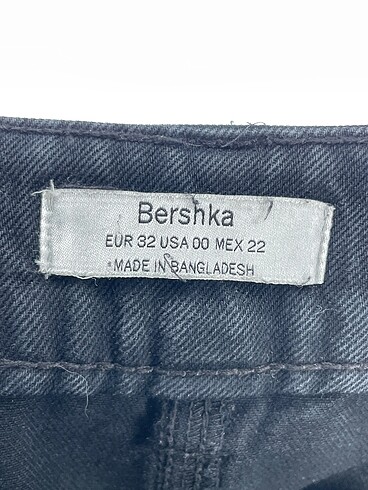 Bershka
EUR 32 USA 00 MEX 22
MADE IN BANGLADESH